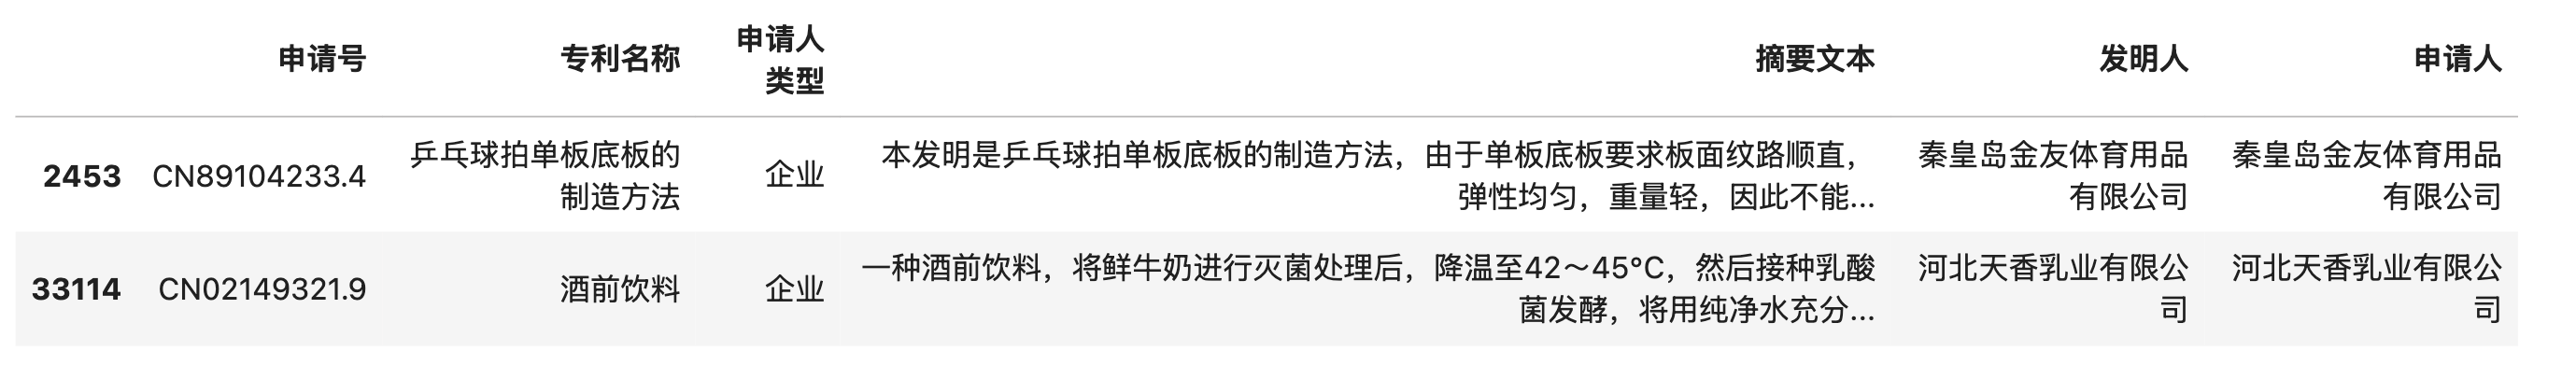 申请号 专利名称 申请人类型 摘要文本 发明人 申请人
2453 CN89104233.4 乒乓球拍单板底板的 企业 本发明是乒乓球拍单板底板的制造方法，由于单板底板要求板面纹路顺直， 秦皇岛金友体育用品 秦皇岛金友体育用品
制造方法 弹性均匀，重量轻，因此不能... 有限公司 有限公司
33114 CN02149321.9 酒前饮料 企业 一种酒前饮料，将鲜牛奶进行灭菌处理后，降温至42～45°C，然后接种乳酸 河北天香乳业有限公 河北天香乳业有限公
菌发酵，将用纯净水充分... 司 司